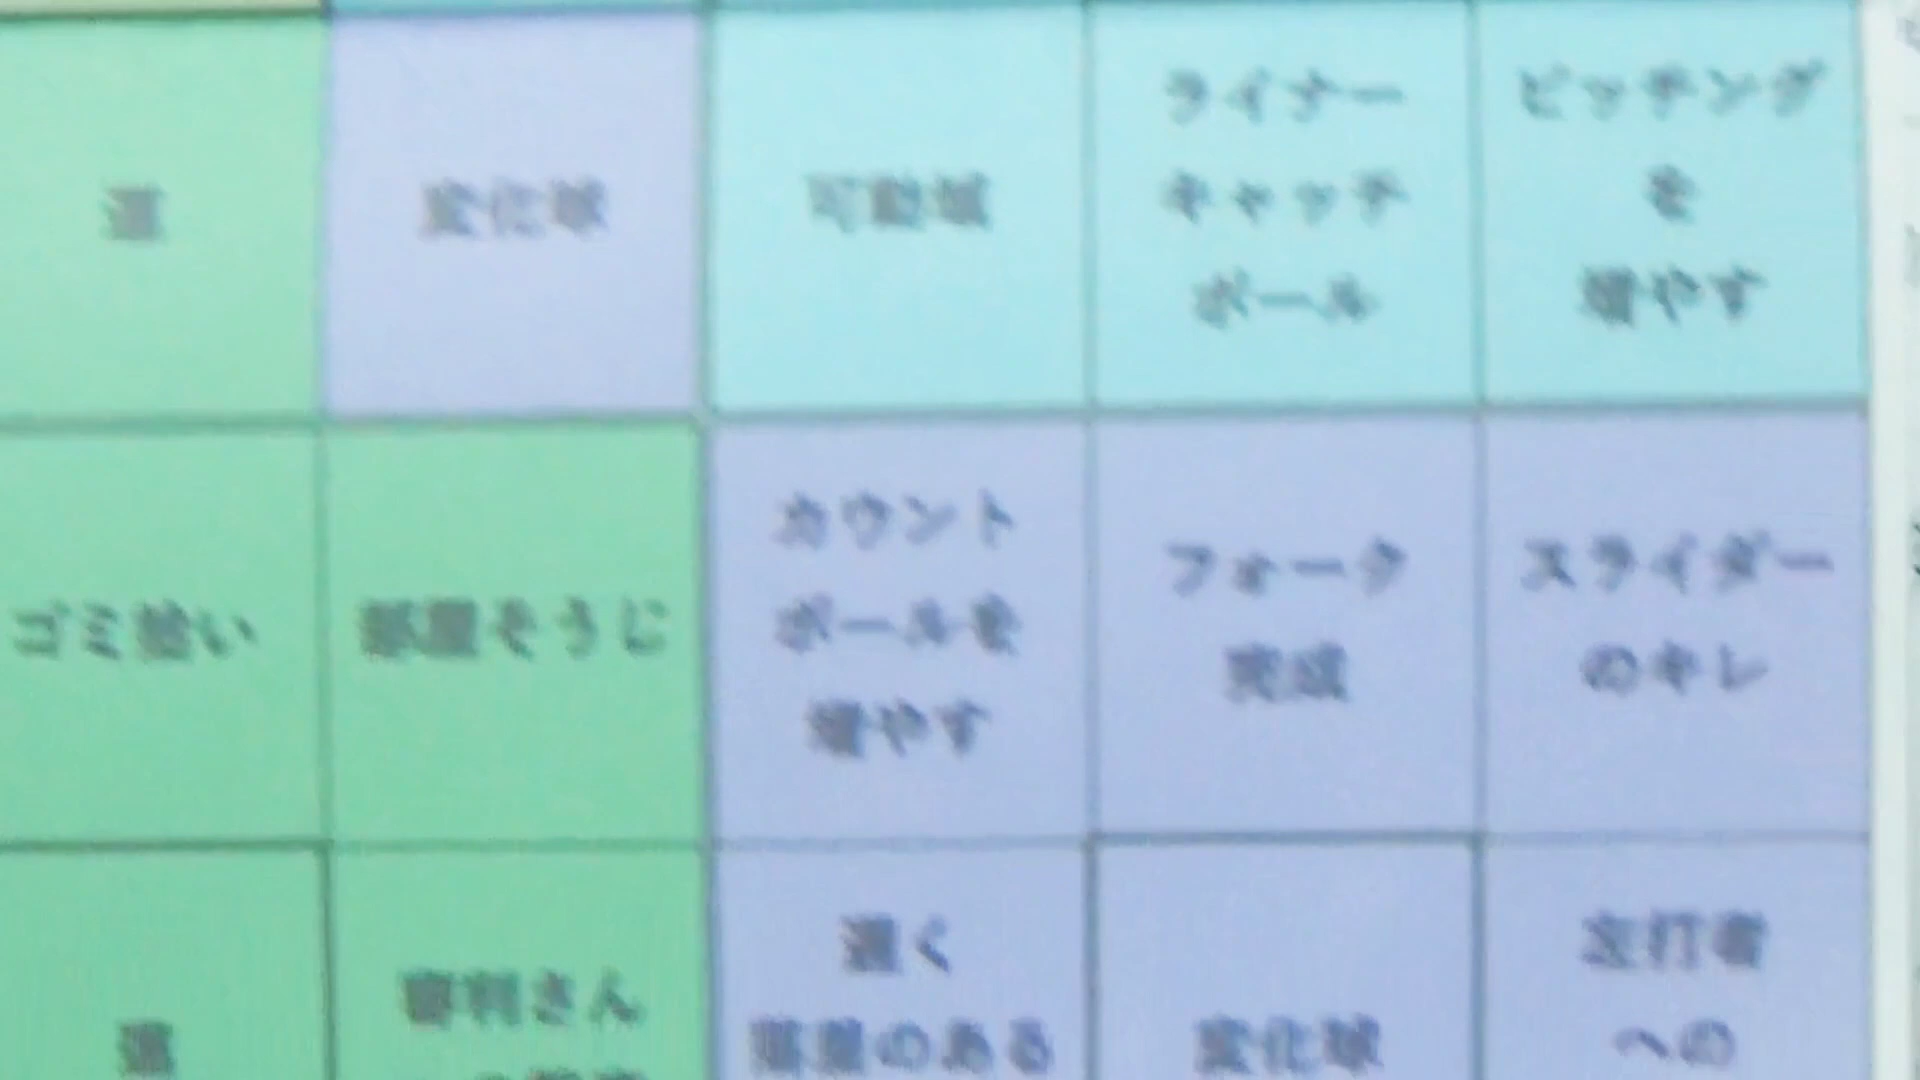 運
変化球
可動域
ライナー
キャッチ
ボール
ピッチング
を
増やす
ゴミ拾い
部屋そうじ
カウント
ボールを
増やす
フォーク
完成
スライダー
のキレ
運
審判さん
遅く
落差のある
変化球
左打者
への